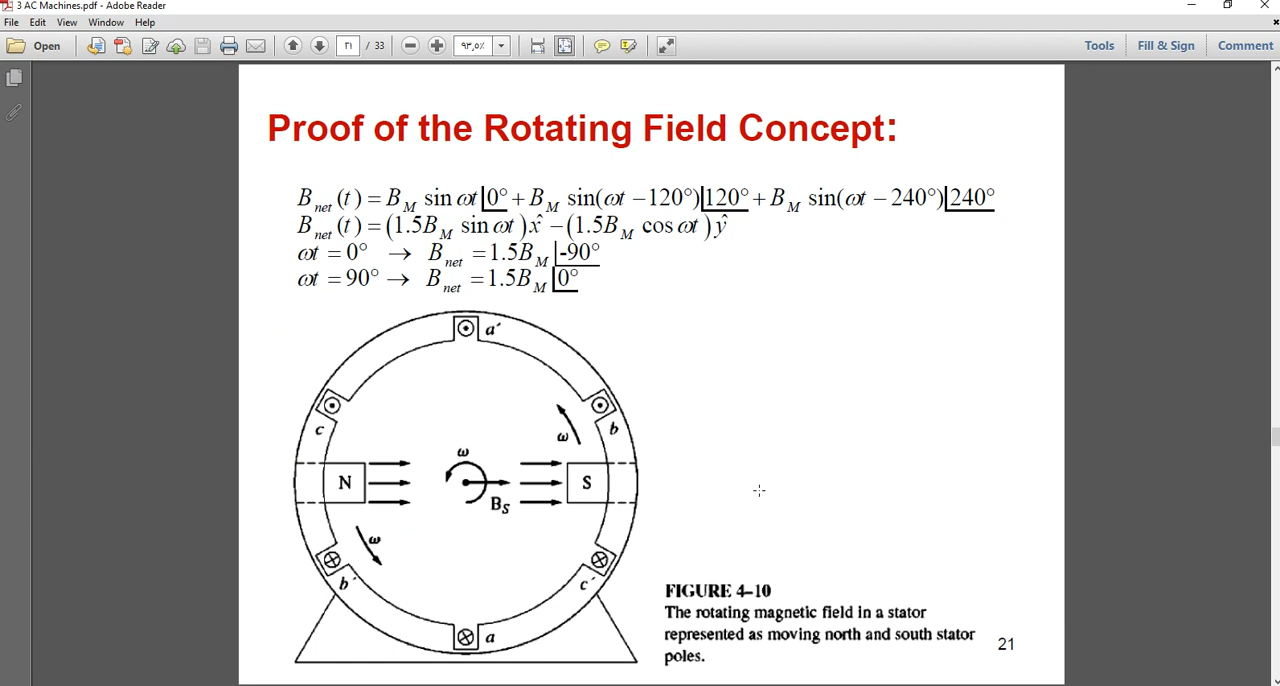 3 AC Machines.pdf - Adobe Reader
File Edit View Window Help
Open ٢١ / 33 ٩٣,٥٪ Tools Fill & Sign Comment
Proof of the Rotating Field Concept:
B_net (t) = B_M sin ωt∠0° + B_M sin(ωt − 120°)∠120° + B_M sin(ωt − 240°)∠240°
B_net (t) = (1.5B_M sin ωt) x̂ − (1.5B_M cos ωt) ŷ
ωt = 0° → B_net = 1.5B_M ∠-90°
ωt = 90° → B_net = 1.5B_M ∠0°
a´
c b
ω
ω
N S
B_S
ω
b´ c´
a
FIGURE 4–10
The rotating magnetic field in a stator
represented as moving north and south stator
poles.
21